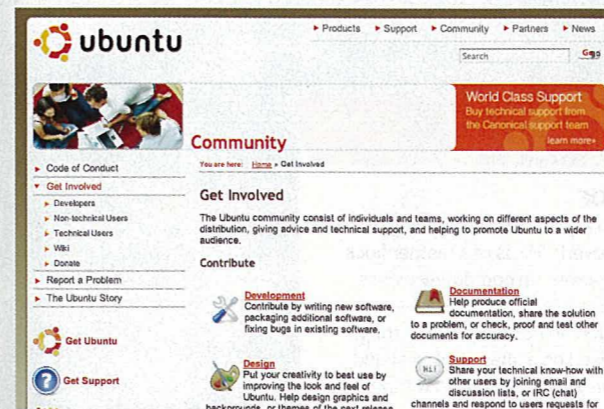 ubuntu
Products Support Community Partners News
Search
World Class Support
Buy technical support from
the Canonical support team
learn more»
Community
You are here: Home » Get Involved
Code of Conduct
Get Involved
Developers
Non-technical Users
Technical Users
Wiki
Donate
Report a Problem
The Ubuntu Story
Get Ubuntu
Get Support
Get Involved
The Ubuntu community consist of individuals and teams, working on different aspects of the
distribution, giving advice and technical support, and helping to promote Ubuntu to a wider
audience.
Contribute
Development
Contribute by writing new software,
packaging additional software, or
fixing bugs in existing software.
Documentation
Help produce official
documentation, share the solution
to a problem, or check, proof and test other
documents for accuracy.
Design
Put your creativity to best use by
improving the look and feel of
Ubuntu. Help design graphics and
backgrounds, or themes of the next release
HI!
Support
Share your technical know-how with
other users by joining email and
discussion lists, or IRC (chat)
channels and respond to users requests for